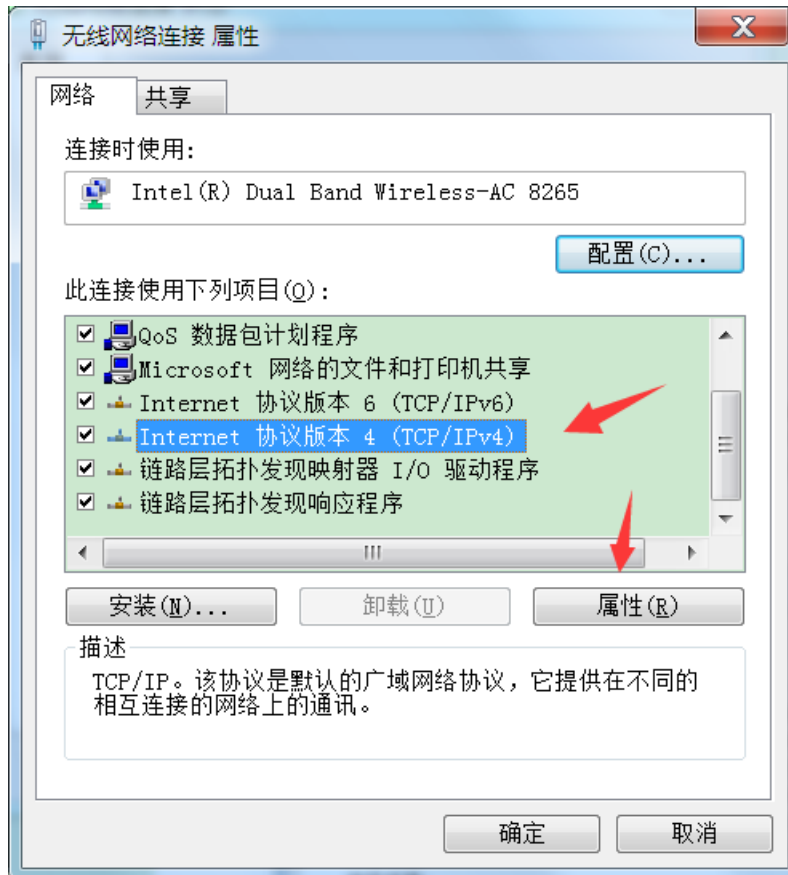 无线网络连接 属性
网络
共享
连接时使用:
Intel(R) Dual Band Wireless-AC 8265
配置(C)...
此连接使用下列项目(O):
QoS 数据包计划程序
Microsoft 网络的文件和打印机共享
Internet 协议版本 6 (TCP/IPv6)
Internet 协议版本 4 (TCP/IPv4)
链路层拓扑发现映射器 I/O 驱动程序
链路层拓扑发现响应程序
安装(N)...
卸载(U)
属性(R)
描述
TCP/IP。该协议是默认的广域网络协议，它提供在不同的
相互连接的网络上的通讯。
确定
取消